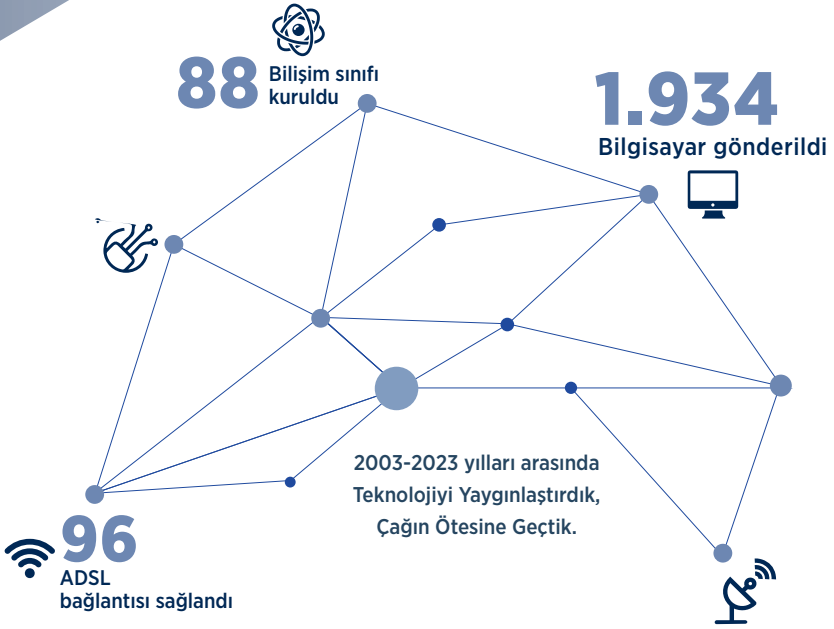 88 Bilişim sınıfı
kuruldu
1.934
Bilgisayar gönderildi
2003-2023 yılları arasında
Teknolojiyi Yaygınlaştırdık,
Çağın Ötesine Geçtik.
96
ADSL
bağlantısı sağlandı